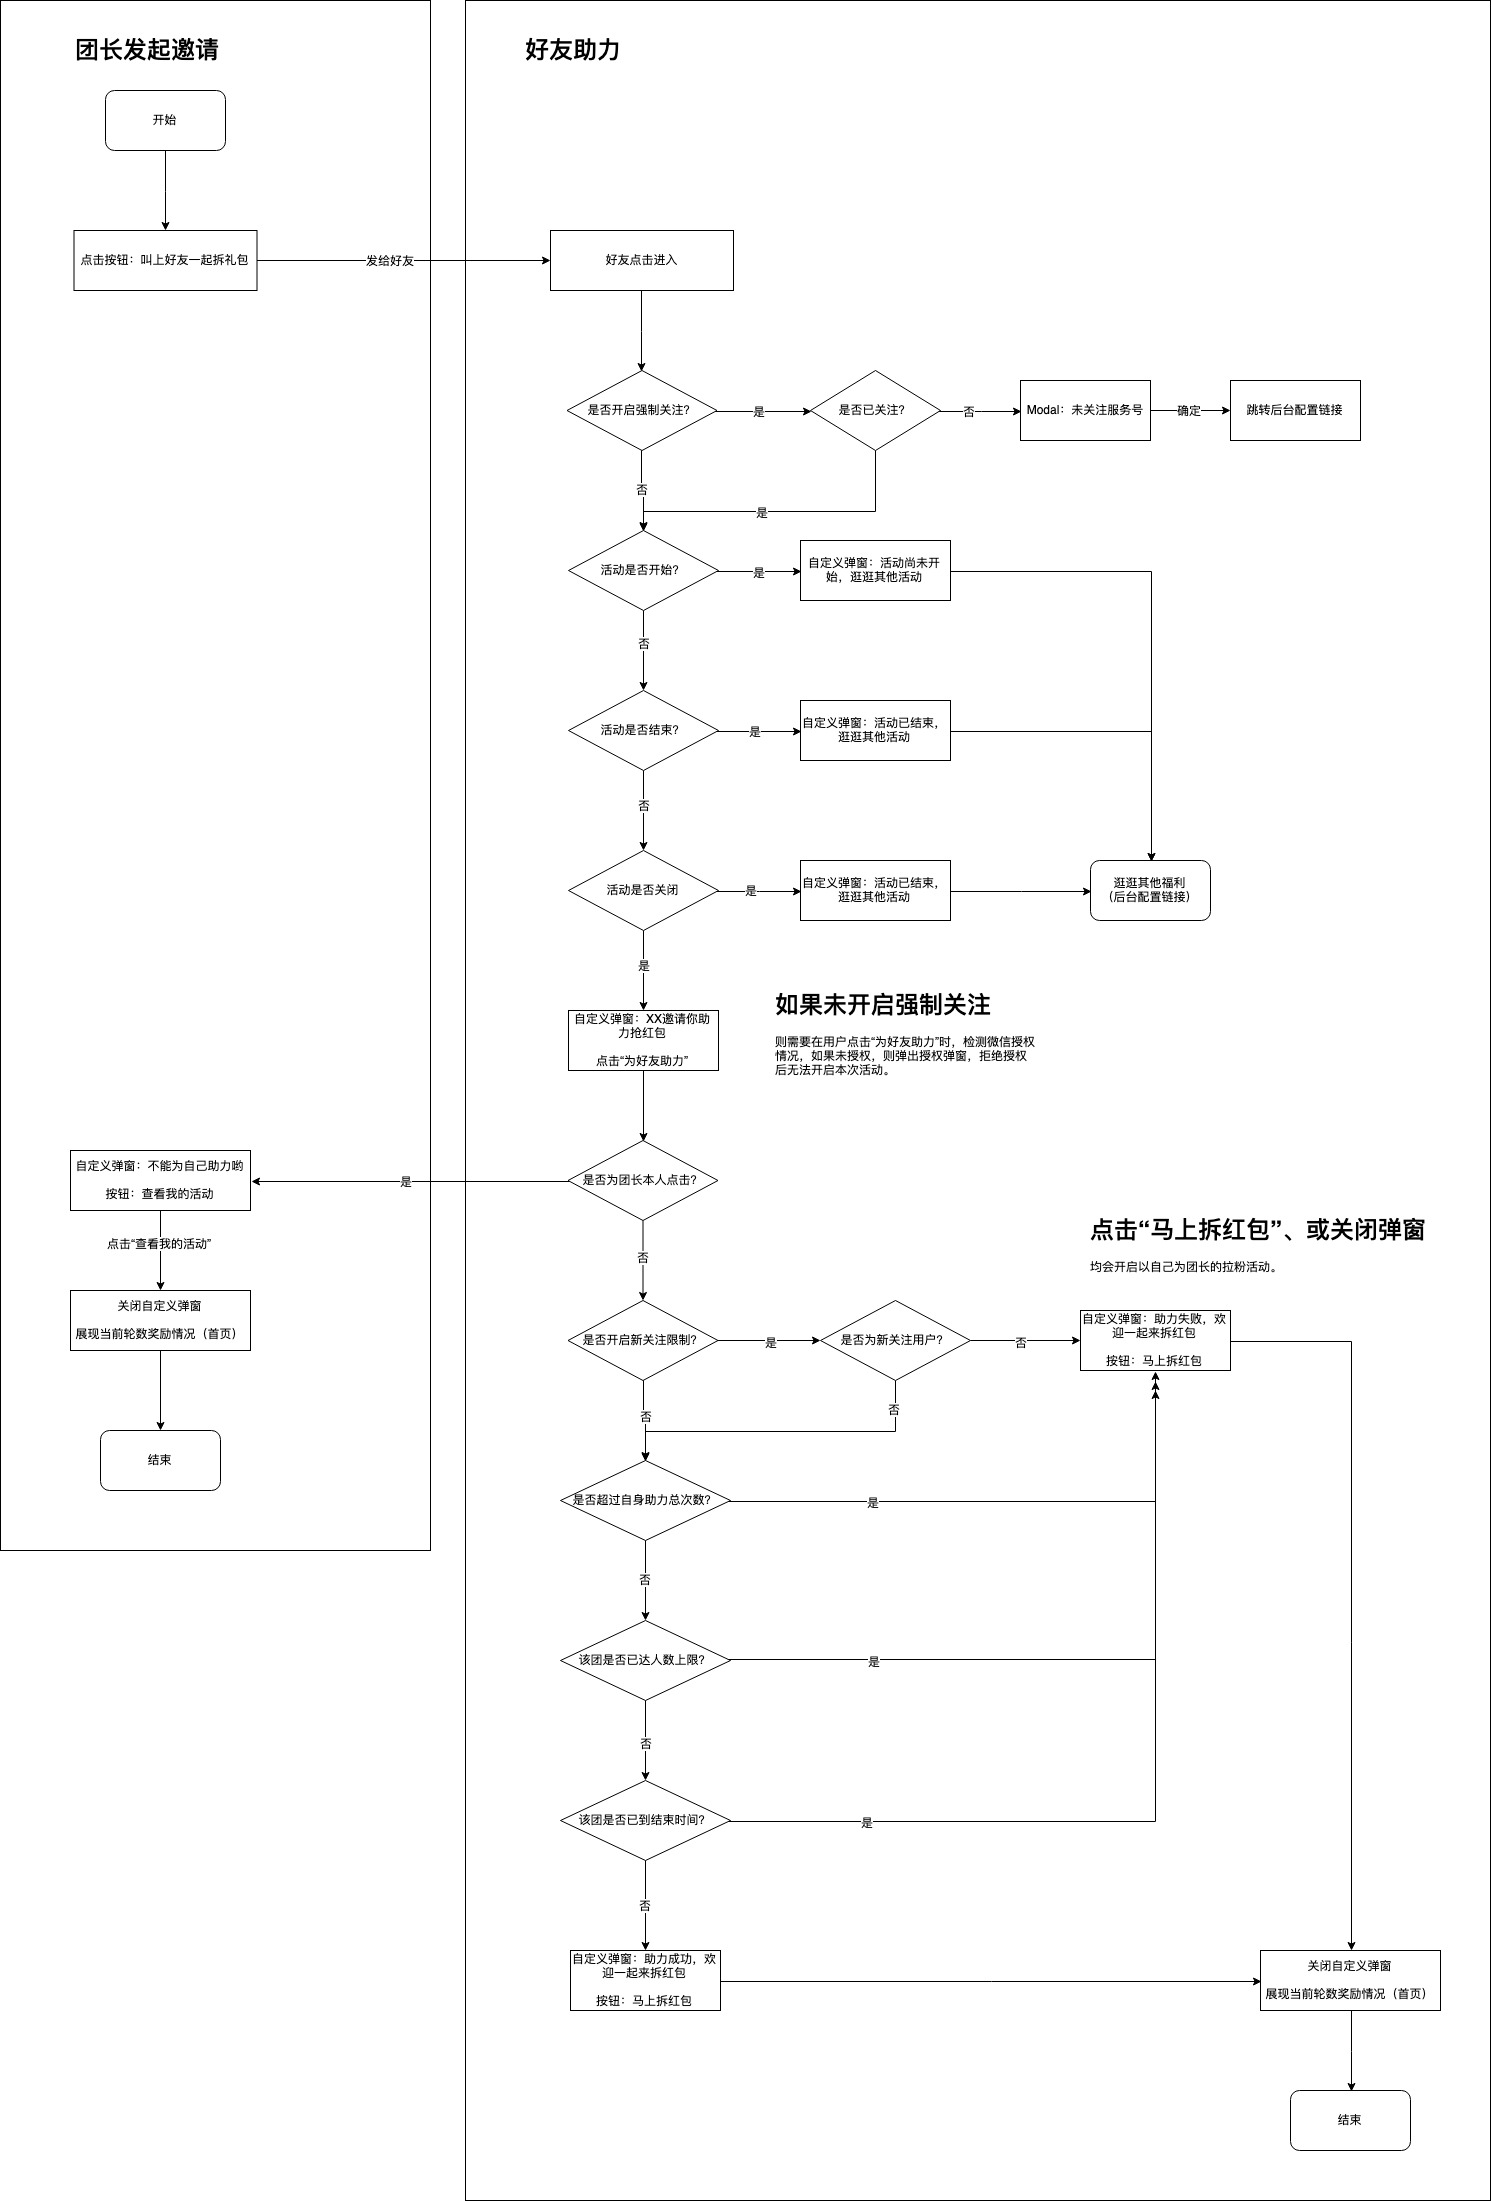 团长发起邀请
开始
点击按钮：叫上好友一起拆礼包
发给好友
好友助力
好友点击进入
是否开启强制关注？
是
是否已关注？
否
Modal：未关注服务号
确定
跳转后台配置链接
否
是
活动是否开始？
是
自定义弹窗：活动尚未开
始，逛逛其他活动
否
活动是否结束？
是
自定义弹窗：活动已结束，
逛逛其他活动
否
活动是否关闭
是
自定义弹窗：活动已结束，
逛逛其他活动
逛逛其他福利
（后台配置链接）
是
自定义弹窗：XX邀请你助
力抢红包
点击“为好友助力”
如果未开启强制关注
则需要在用户点击“为好友助力”时，检测微信授权
情况，如果未授权，则弹出授权弹窗，拒绝授权
后无法开启本次活动。
是否为团长本人点击？
是
自定义弹窗：不能为自己助力哟
按钮：查看我的活动
点击“查看我的活动”
关闭自定义弹窗
展现当前轮数奖励情况（首页）
结束
否
点击“马上拆红包”、或关闭弹窗
均会开启以自己为团长的拉粉活动。
是否开启新关注限制？
是
是否为新关注用户？
否
自定义弹窗：助力失败，欢
迎一起来拆红包
按钮：马上拆红包
否
否
是否超过自身助力总次数？
是
否
该团是否已达人数上限？
是
否
该团是否已到结束时间？
是
否
自定义弹窗：助力成功，欢
迎一起来拆红包
按钮：马上拆红包
关闭自定义弹窗
展现当前轮数奖励情况（首页）
结束